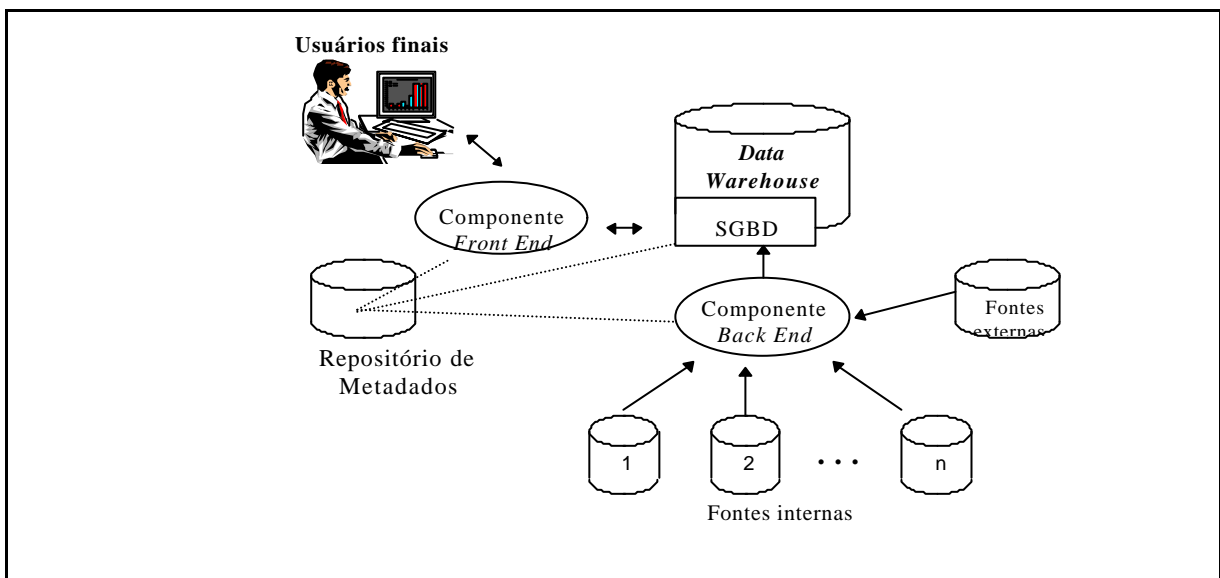 Usuários finais
Data
Warehouse
SGBD
Componente
Front End
Componente
Back End
Fontes
externas
Repositório de
Metadados
1
2
...
n
Fontes internas